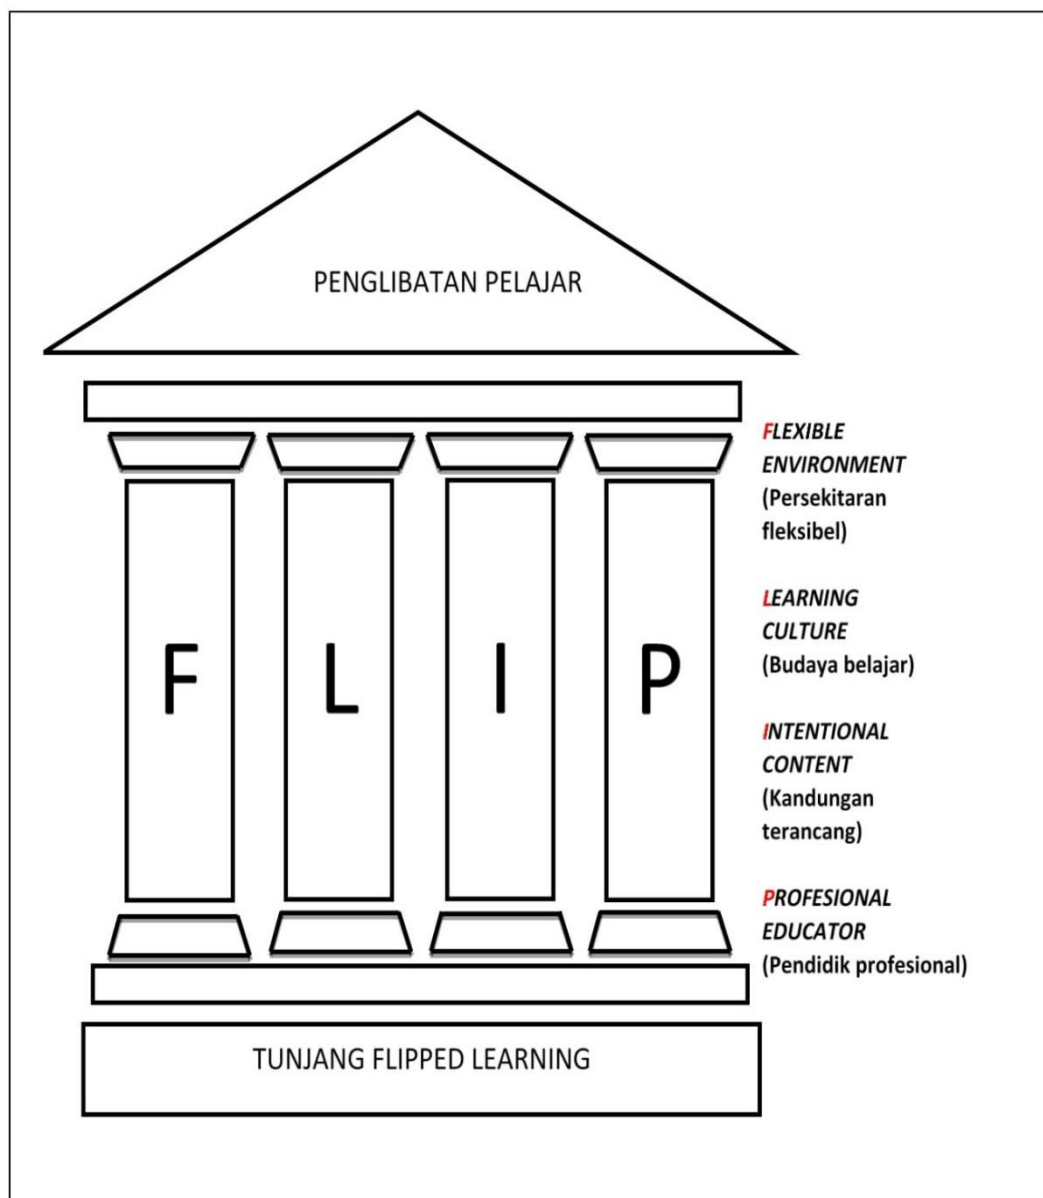 PENGLIBATAN PELAJAR
F L I P
FLEXIBLE
ENVIRONMENT
(Persekitaran
fleksibel)
LEARNING
CULTURE
(Budaya belajar)
INTENTIONAL
CONTENT
(Kandungan
terancang)
PROFESIONAL
EDUCATOR
(Pendidik profesional)
TUNJANG FLIPPED LEARNING